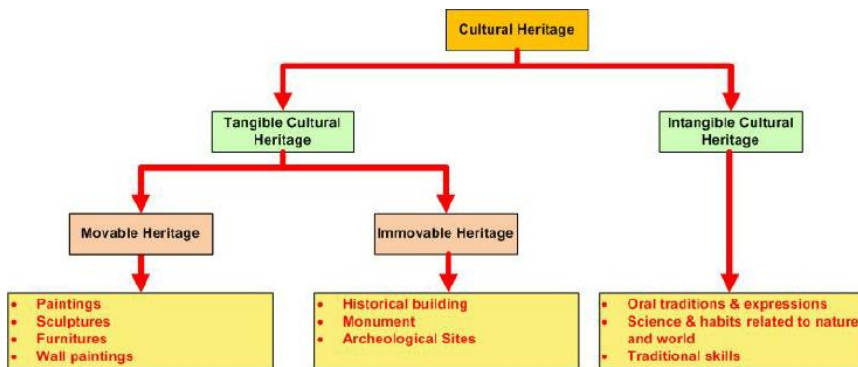 Cultural Heritage
Tangible Cultural
Heritage
Intangible Cultural
Heritage
Movable Heritage
Immovable Heritage
• Paintings
• Sculptures
• Furnitures
• Wall paintings
• Historical building
• Monument
• Archeological Sites
• Oral traditions & expressions
• Science & habits related to nature
and world
• Traditional skills